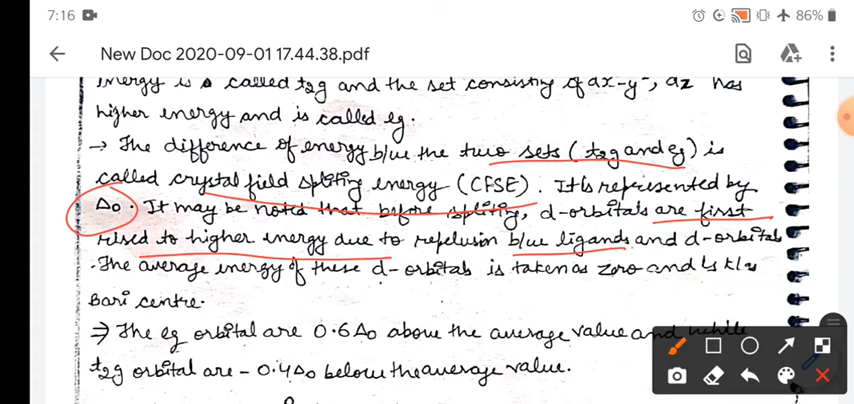 7:16
86%
New Doc 2020-09-01 17.44.38.pdf
energy is a called t2g and the set consisting of dx-y², dz² has
higher energy and is called eg.
→ The difference of energy b/w the two sets ( t2g and eg ) is
called crystal field spliting energy (CFSE). It is represented by
Δo. It may be noted that before spliting, d-orbitals are first
rised to higher energy due to repelusion b/w ligands and d-orbitals
. The average energy of these d-orbitals is taken as zero and is k/as
Bari centre.
⇒ The eg orbital are 0.6Δo above the average value and while
t2g orbital are - 0.4Δo below the average value.